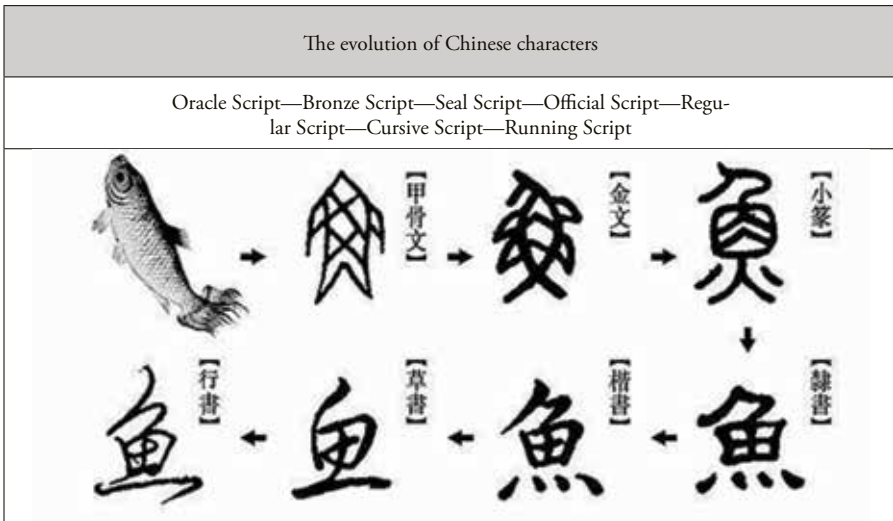 The evolution of Chinese characters
Oracle Script—Bronze Script—Seal Script—Official Script—Regu-
lar Script—Cursive Script—Running Script
【甲骨文】
【金文】
【小篆】
【隸書】
魚
【楷書】
魚
【草書】
鱼
【行書】
鱼